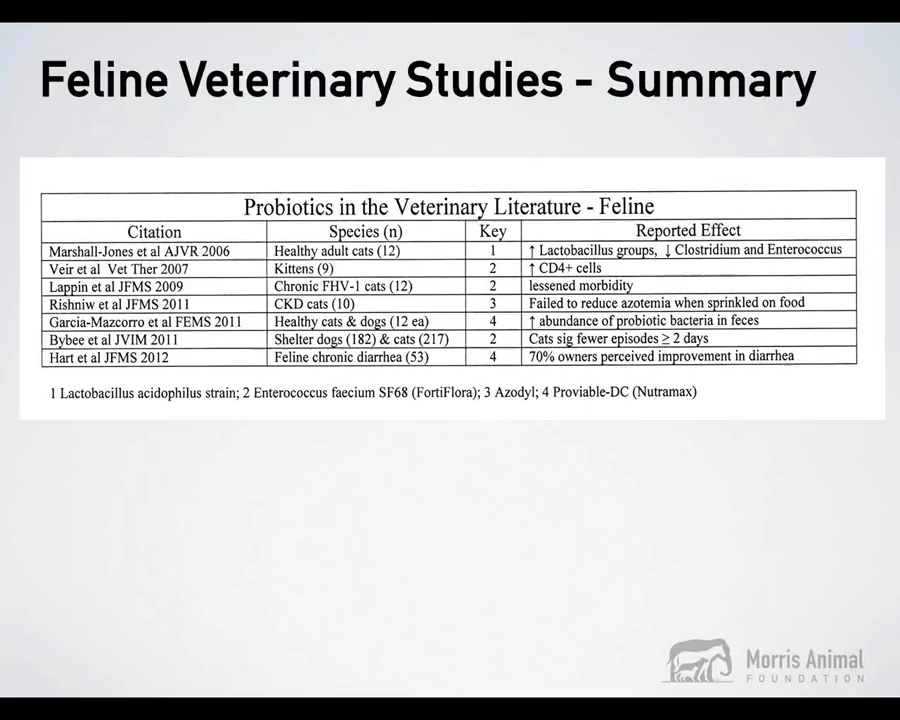 Feline Veterinary Studies - Summary
Probiotics in the Veterinary Literature - Feline
Citation Species (n) Key Reported Effect
Marshall-Jones et al AJVR 2006 Healthy adult cats (12) 1 ↑ Lactobacillus groups, ↓ Clostridium and Enterococcus
Veir et al Vet Ther 2007 Kittens (9) 2 ↑ CD4+ cells
Lappin et al JFMS 2009 Chronic FHV-1 cats (12) 2 lessened morbidity
Rishniw et al JFMS 2011 CKD cats (10) 3 Failed to reduce azotemia when sprinkled on food
Garcia-Mazcorro et al FEMS 2011 Healthy cats & dogs (12 ea) 4 ↑ abundance of probiotic bacteria in feces
Bybee et al JVIM 2011 Shelter dogs (182) & cats (217) 2 Cats sig fewer episodes ≥ 2 days
Hart et al JFMS 2012 Feline chronic diarrhea (53) 4 70% owners perceived improvement in diarrhea
1 Lactobacillus acidophilus strain; 2 Enterococcus faecium SF68 (FortiFlora); 3 Azodyl; 4 Proviable-DC (Nutramax)
Morris Animal
FOUNDATION